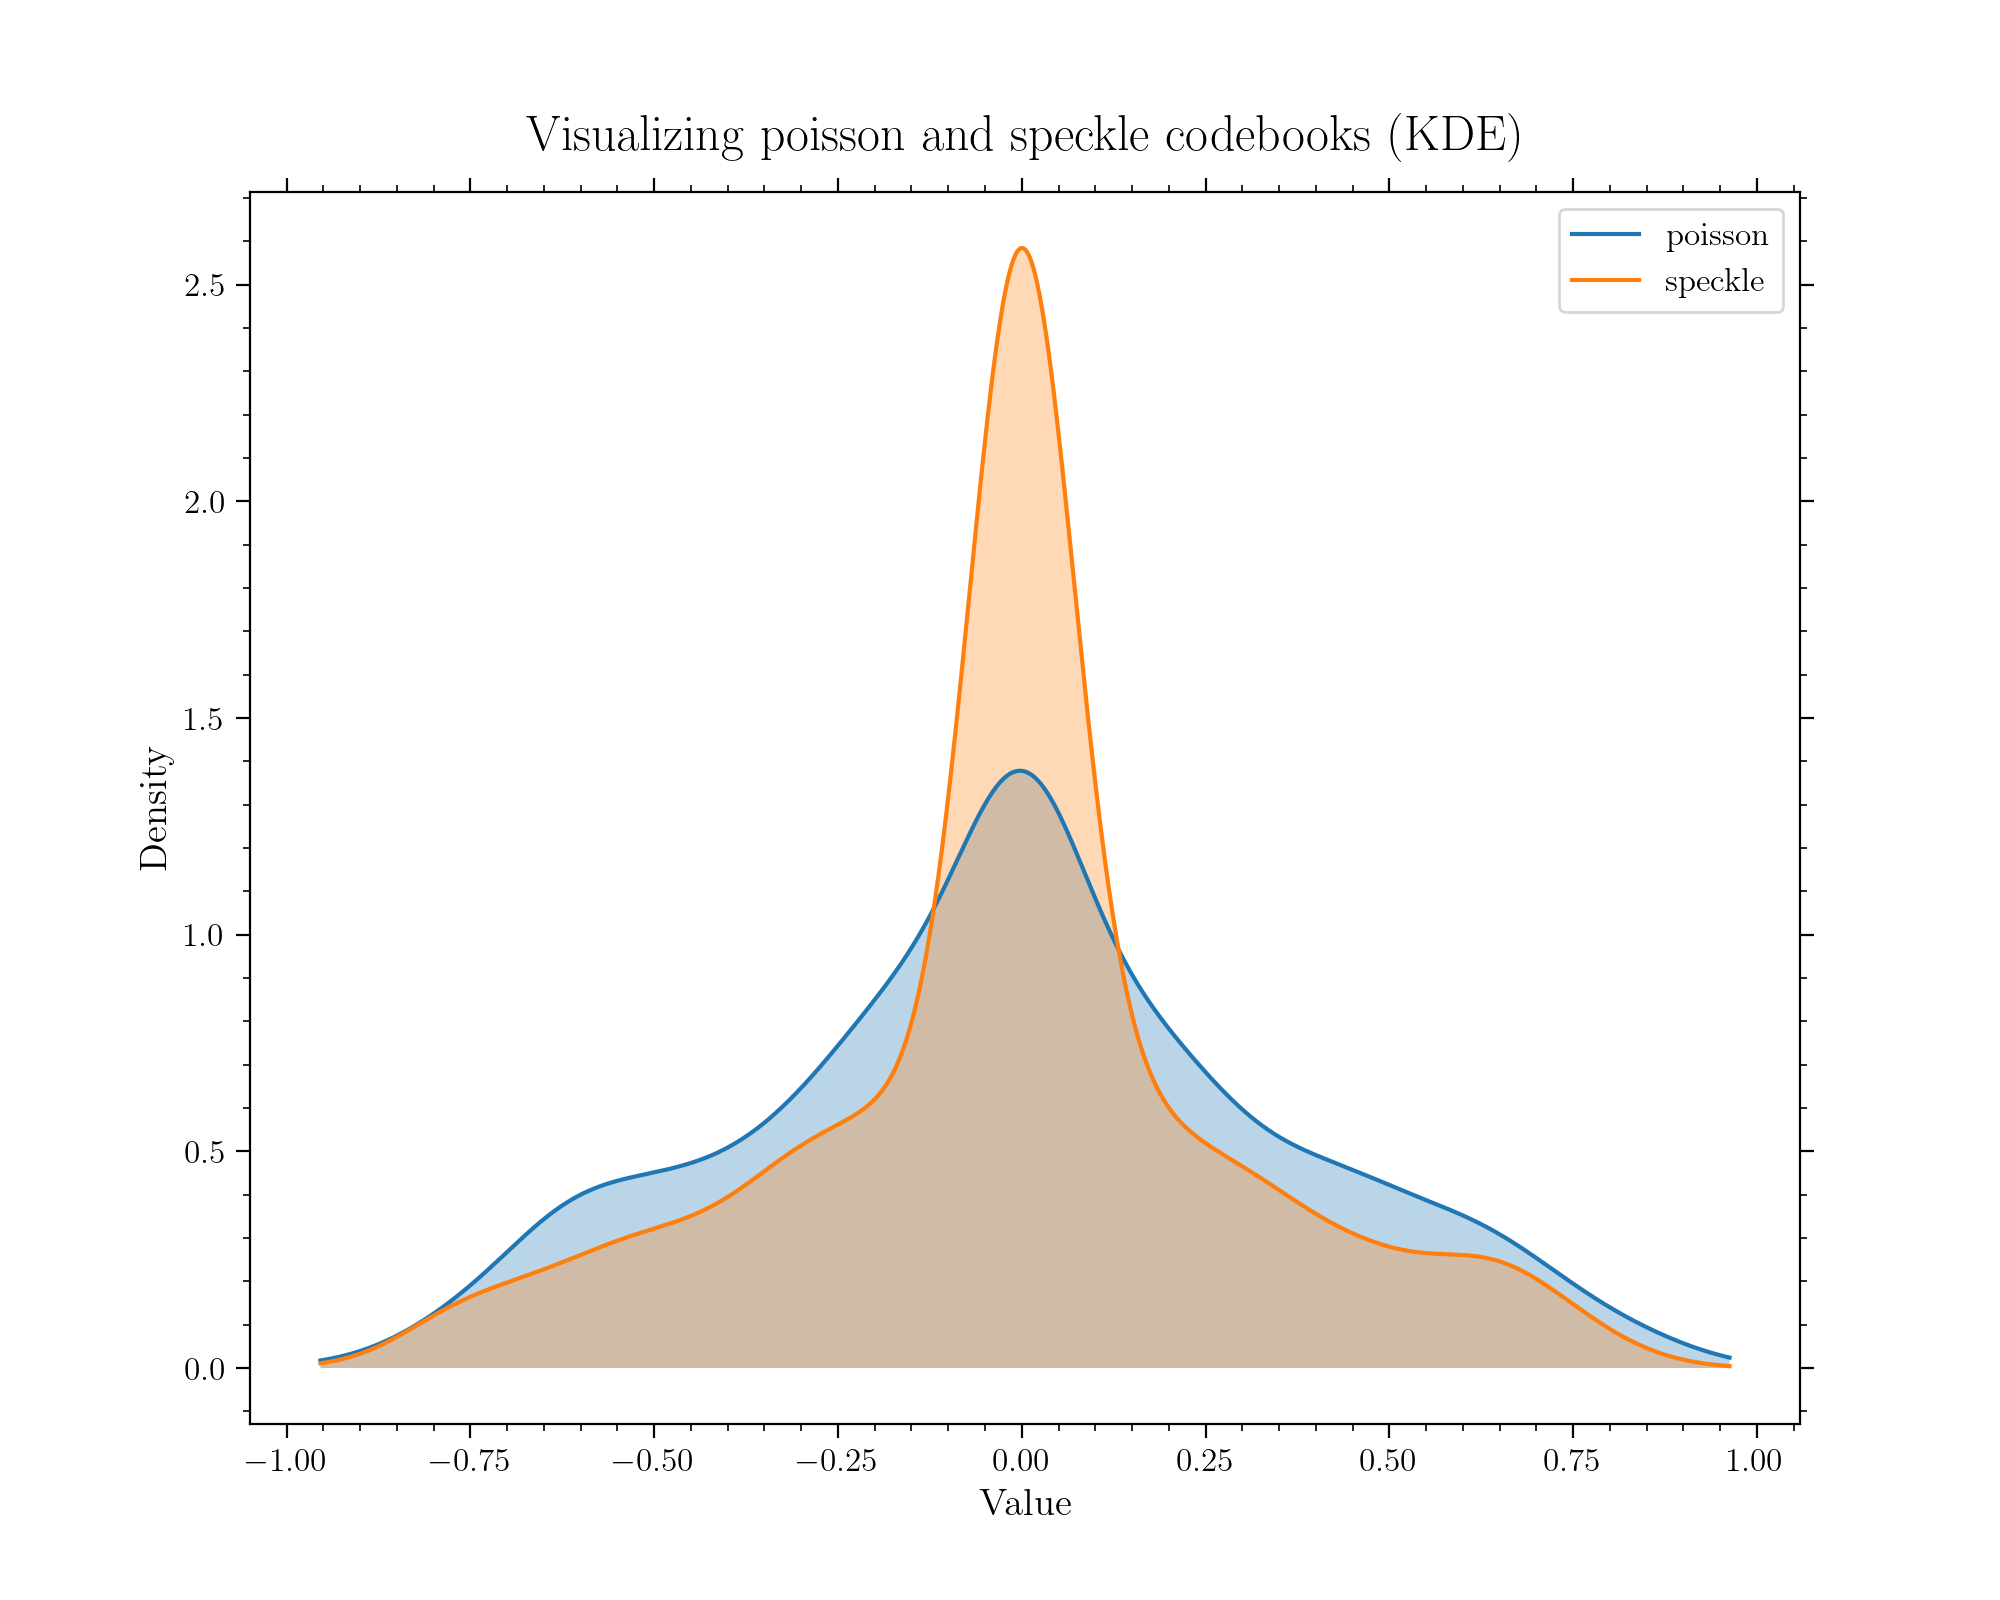 Visualizing poisson and speckle codebooks (KDE)
poisson
speckle
2.5
2.0
1.5
1.0
0.5
0.0
Density
−1.00 −0.75 −0.50 −0.25 0.00 0.25 0.50 0.75 1.00
Value